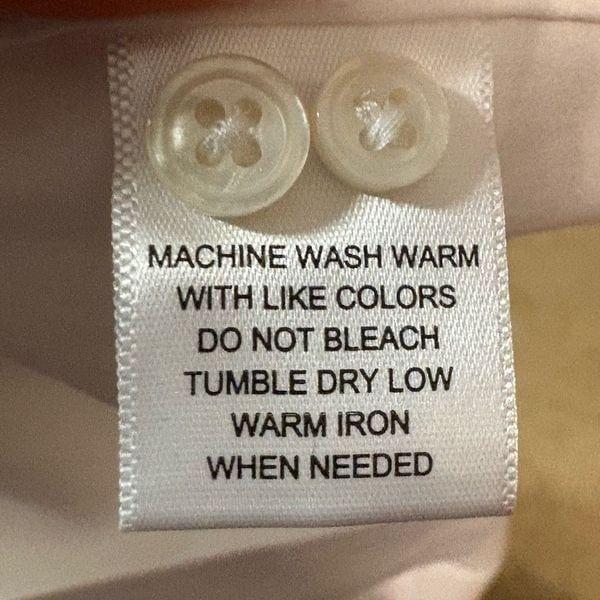 MACHINE WASH WARM
WITH LIKE COLORS
DO NOT BLEACH
TUMBLE DRY LOW
WARM IRON
WHEN NEEDED